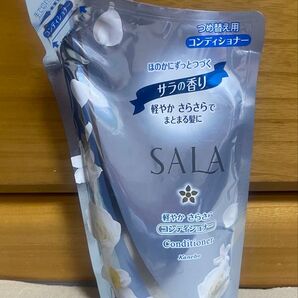 つめ替え用
コンディショナー
ほのかにずっとつづく
サラの香り
軽やか さらさらで
まとまる髪に
SALA
軽やか さらさら
コンディショナー
Conditioner
Kanebo